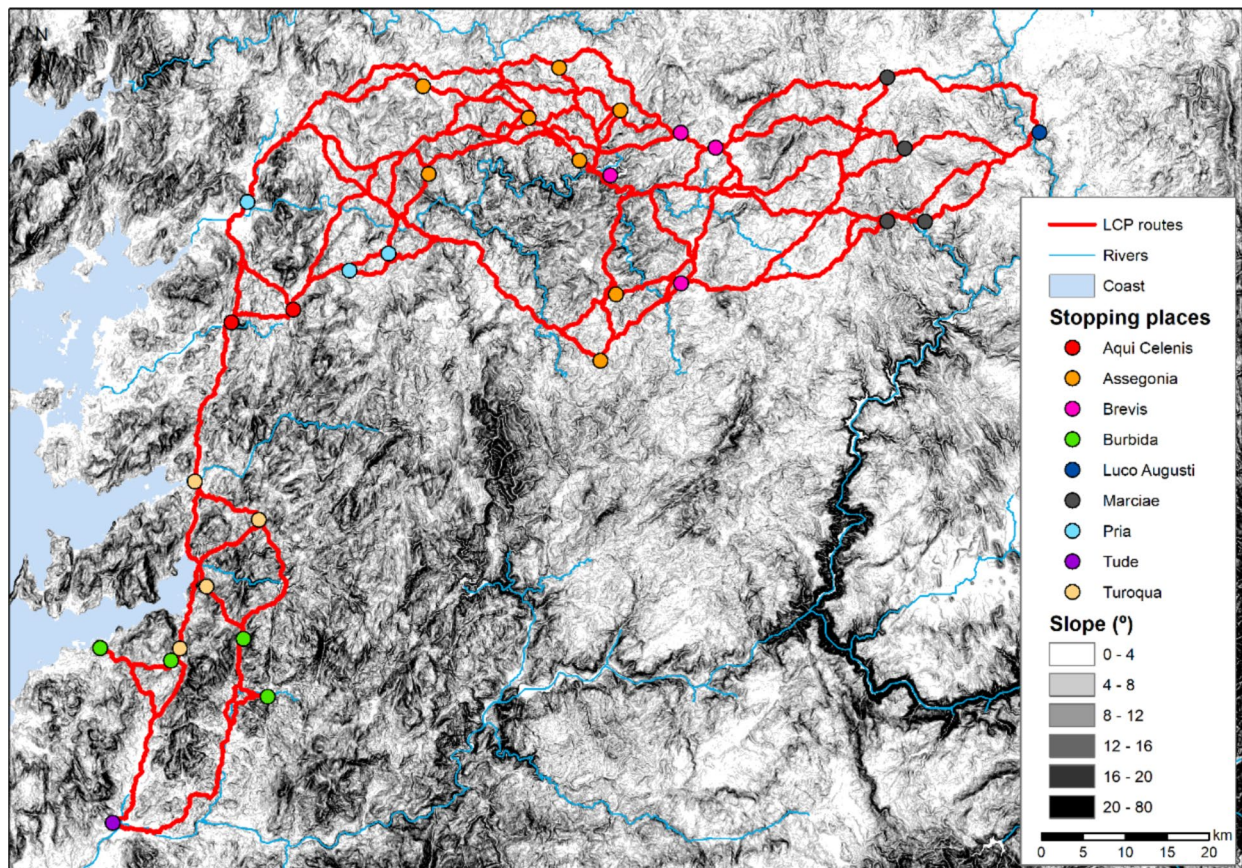 N
LCP routes
Rivers
Coast
Stopping places
Aqui Celenis
Assegonia
Brevis
Burbida
Luco Augusti
Marciae
Pria
Tude
Turoqua
Slope (º)
0 - 4
4 - 8
8 - 12
12 - 16
16 - 20
20 - 80
km
0 5 10 20